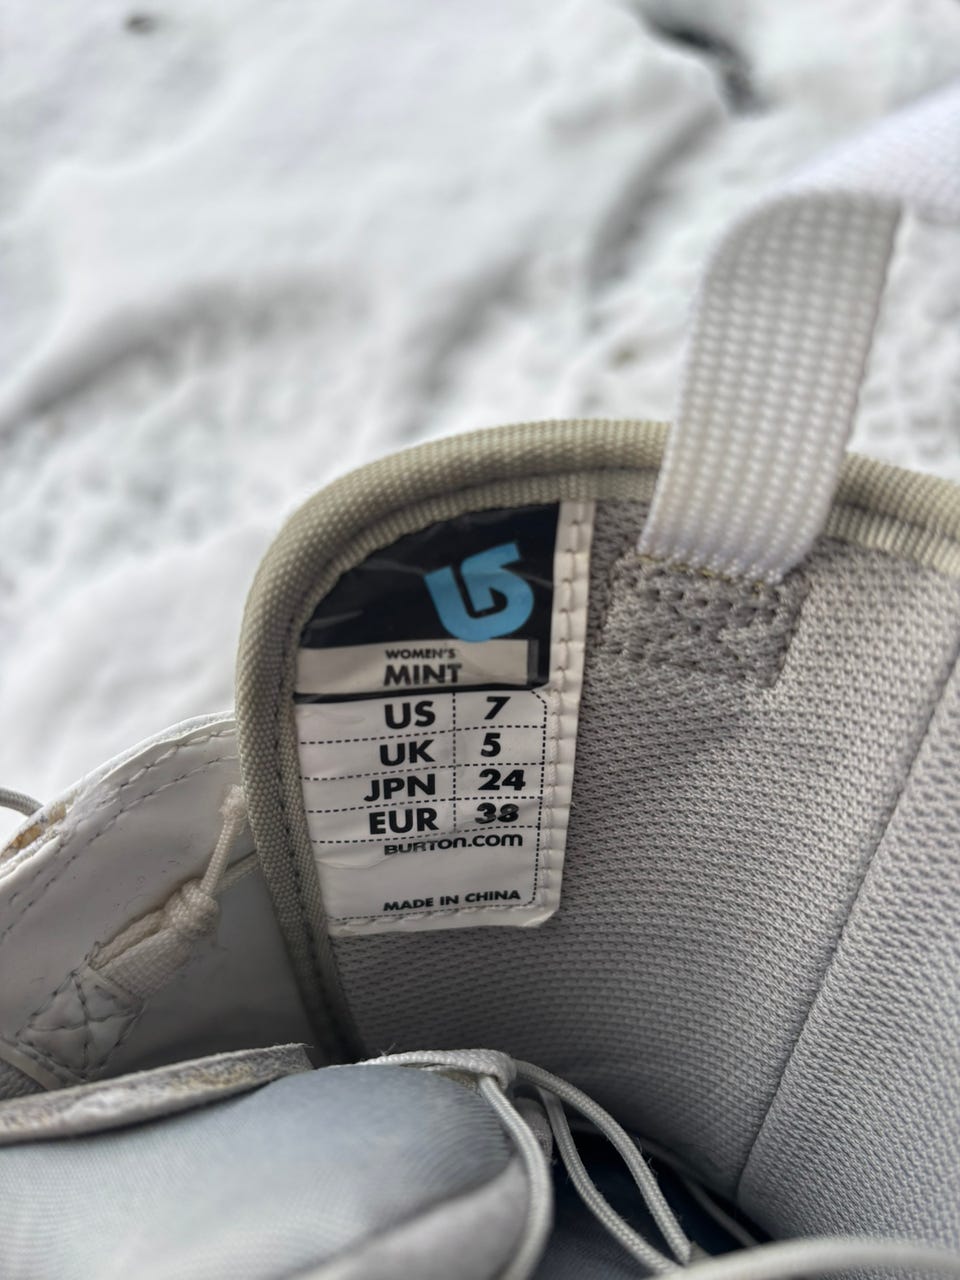 WOMEN'S
MINT
US 7
UK 5
JPN 24
EUR 38
BURTON.COM
MADE IN CHINA